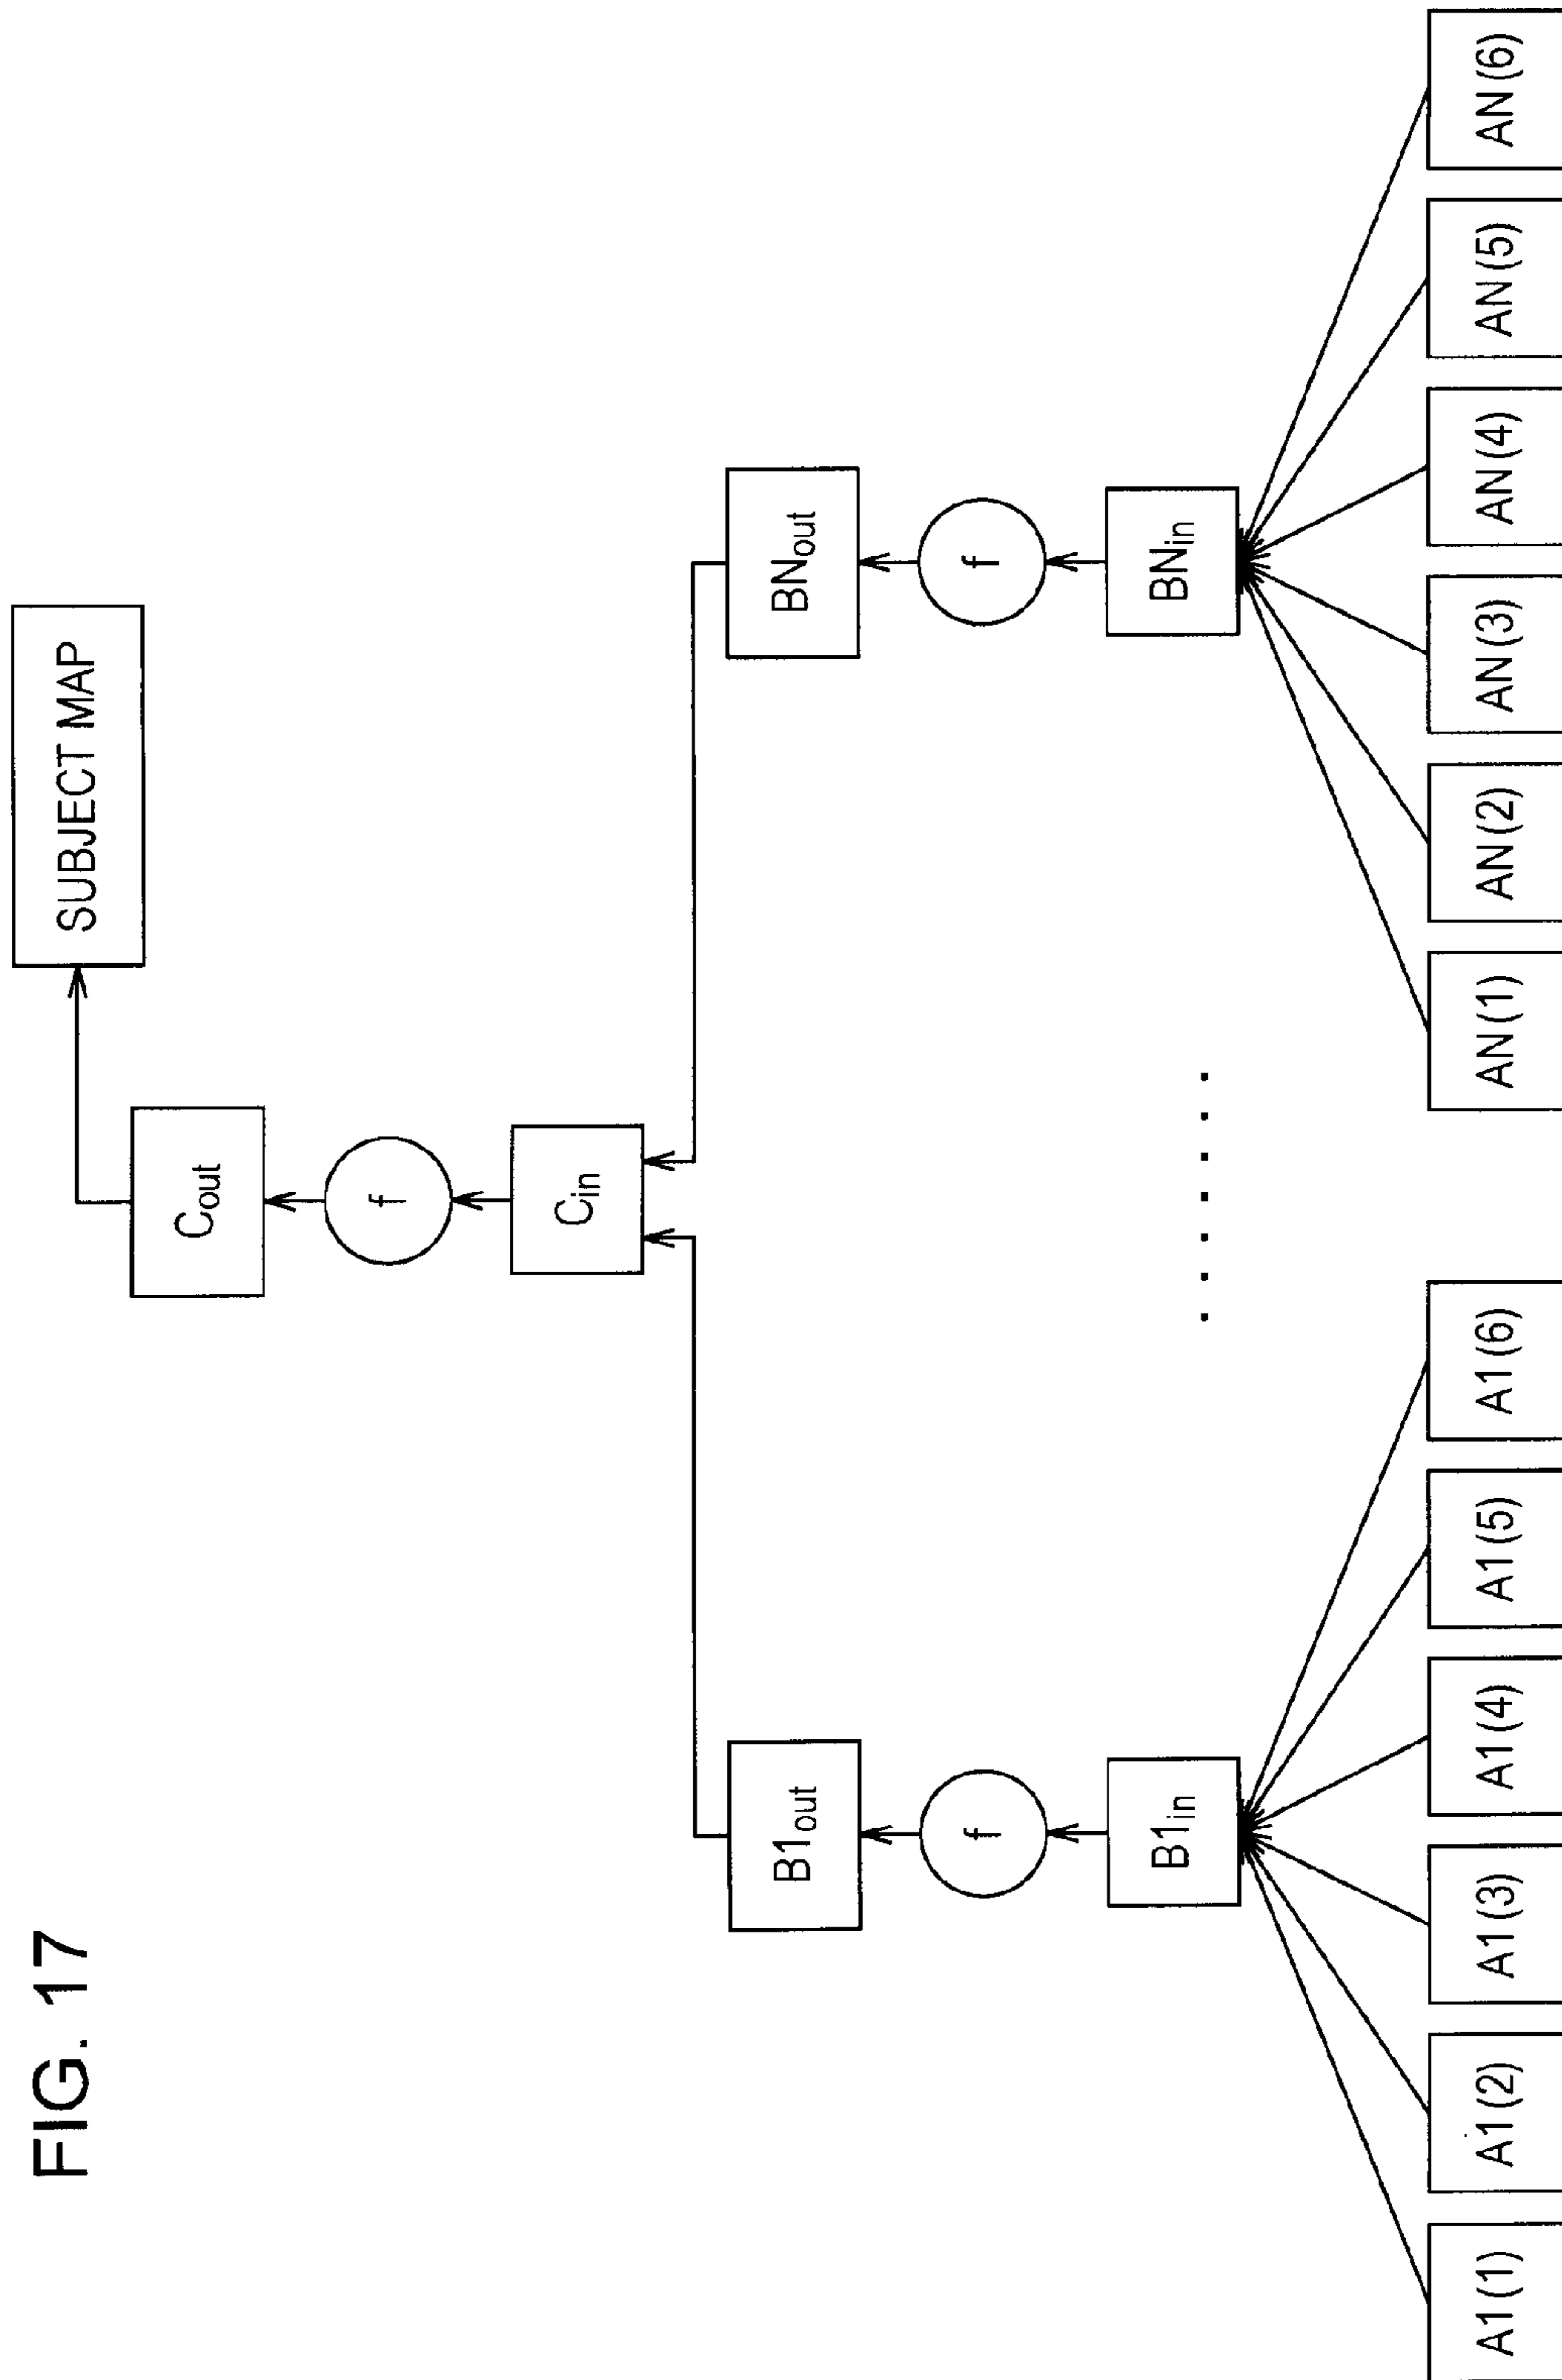 FIG. 17
SUBJECT MAP
Cout
f
Cin
B1out
BNout
f
f
B1in
BNin
A1(1)
A1(2)
A1(3)
A1(4)
A1(5)
A1(6)
AN(1)
AN(2)
AN(3)
AN(4)
AN(5)
AN(6)